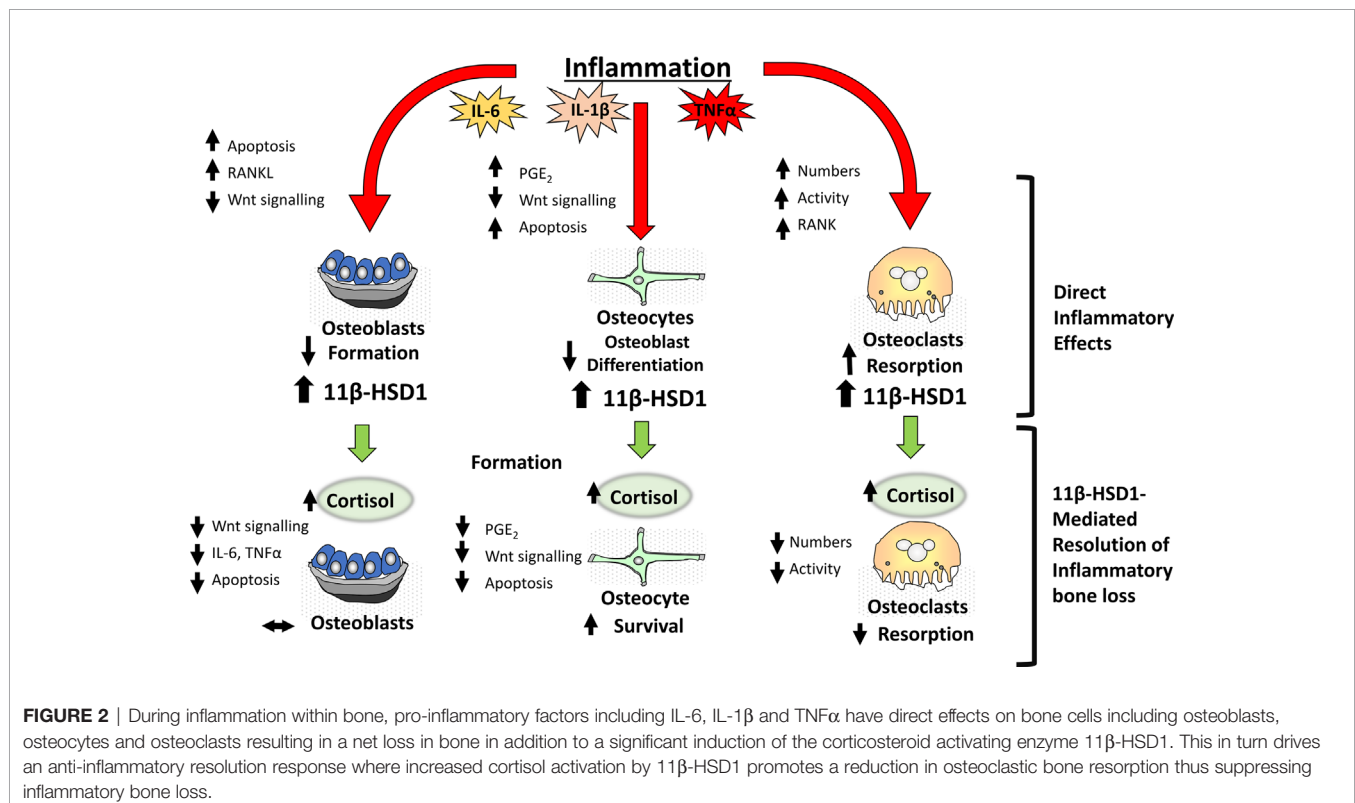 Inflammation
IL-6
IL-1β
TNFα
Apoptosis
RANKL
Wnt signalling
PGE2
Wnt signalling
Apoptosis
Numbers
Activity
RANK
Osteoblasts
Formation
11β-HSD1
Osteocytes
Osteoblast
Differentiation
11β-HSD1
Osteoclasts
Resorption
11β-HSD1
Direct
Inflammatory
Effects
Cortisol
Wnt signalling
IL-6, TNFα
Apoptosis
Osteoblasts
Formation
Cortisol
PGE2
Wnt signalling
Apoptosis
Osteocyte
Survival
Cortisol
Numbers
Activity
Osteoclasts
Resorption
11β-HSD1-
Mediated
Resolution of
Inflammatory
bone loss
FIGURE 2 | During inflammation within bone, pro-inflammatory factors including IL-6, IL-1β and TNFα have direct effects on bone cells including osteoblasts,
osteocytes and osteoclasts resulting in a net loss in bone in addition to a significant induction of the corticosteroid activating enzyme 11β-HSD1. This in turn drives
an anti-inflammatory resolution response where increased cortisol activation by 11β-HSD1 promotes a reduction in osteoclastic bone resorption thus suppressing
inflammatory bone loss.